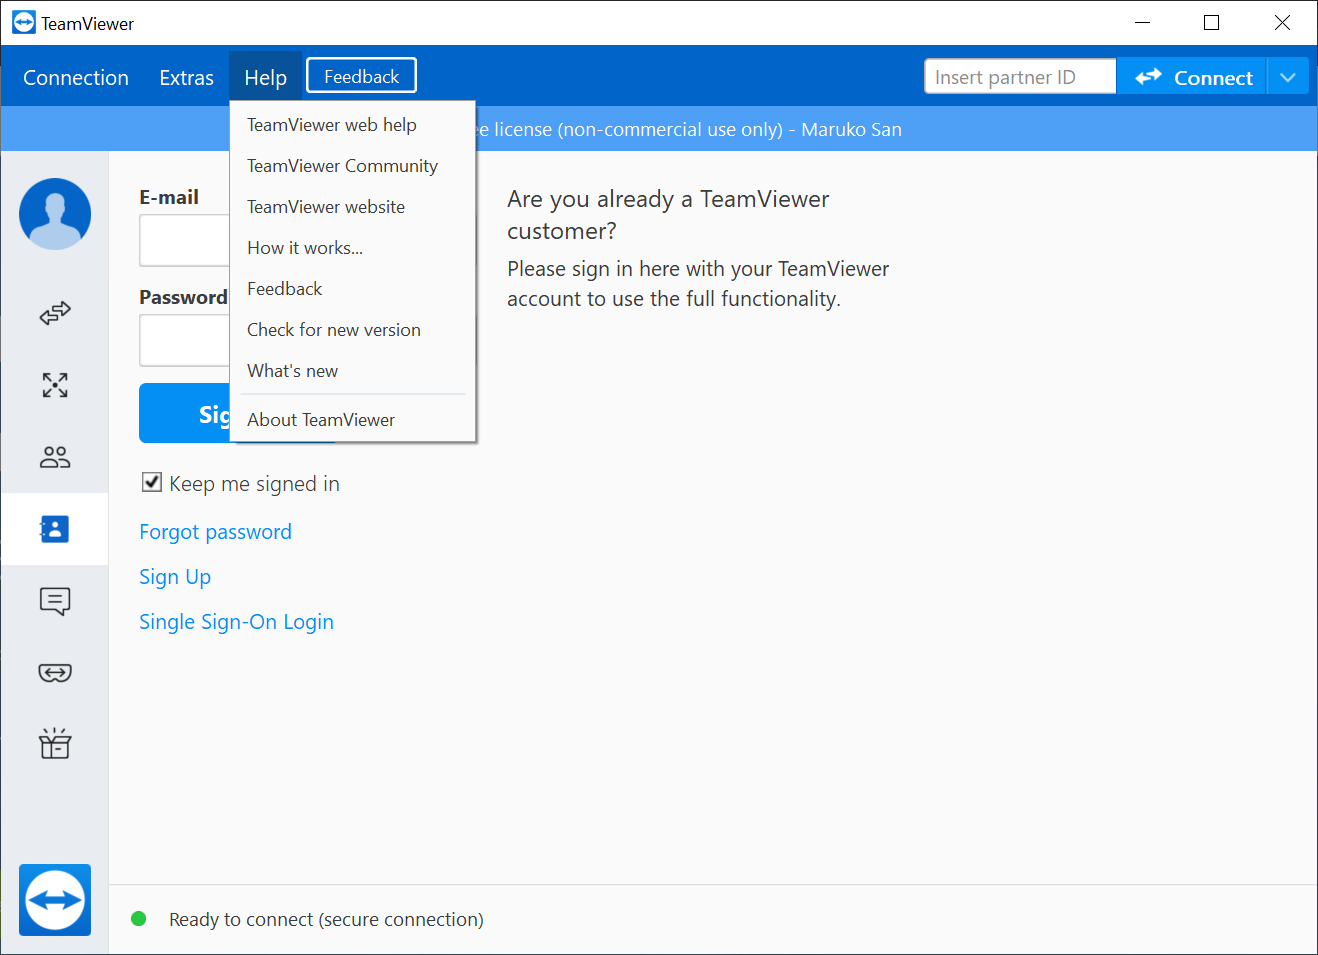 TeamViewer
Connection Extras Help Feedback Insert partner ID Connect
license (non-commercial use only) - Maruko San
TeamViewer web help
TeamViewer Community
TeamViewer website
How it works...
Feedback
Check for new version
What's new
About TeamViewer
E-mail
Password
Keep me signed in
Forgot password
Sign Up
Single Sign-On Login
Are you already a TeamViewer
customer?
Please sign in here with your TeamViewer
account to use the full functionality.
Ready to connect (secure connection)